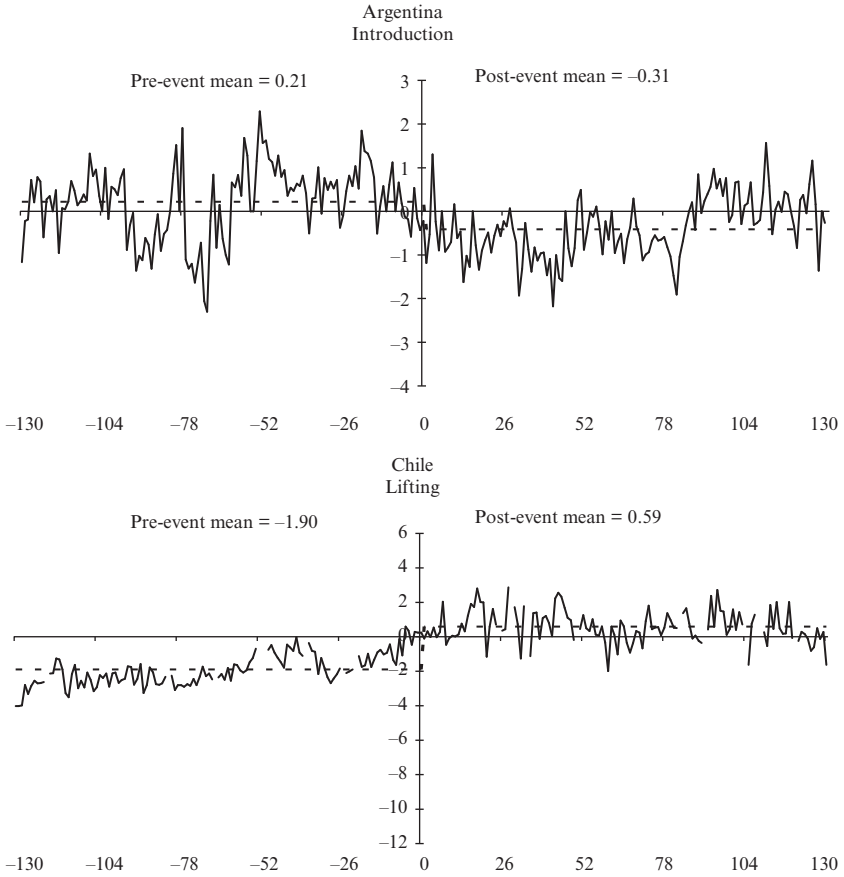 Argentina
Introduction
Pre-event mean = 0.21
Post-event mean = –0.31
3
2
1
0
–1
–2
–3
–4
–130 –104 –78 –52 –26 0 26 52 78 104 130
Chile
Lifting
Pre-event mean = –1.90
Post-event mean = 0.59
6
4
2
0
–2
–4
–6
–8
–10
–12
–130 –104 –78 –52 –26 0 26 52 78 104 130